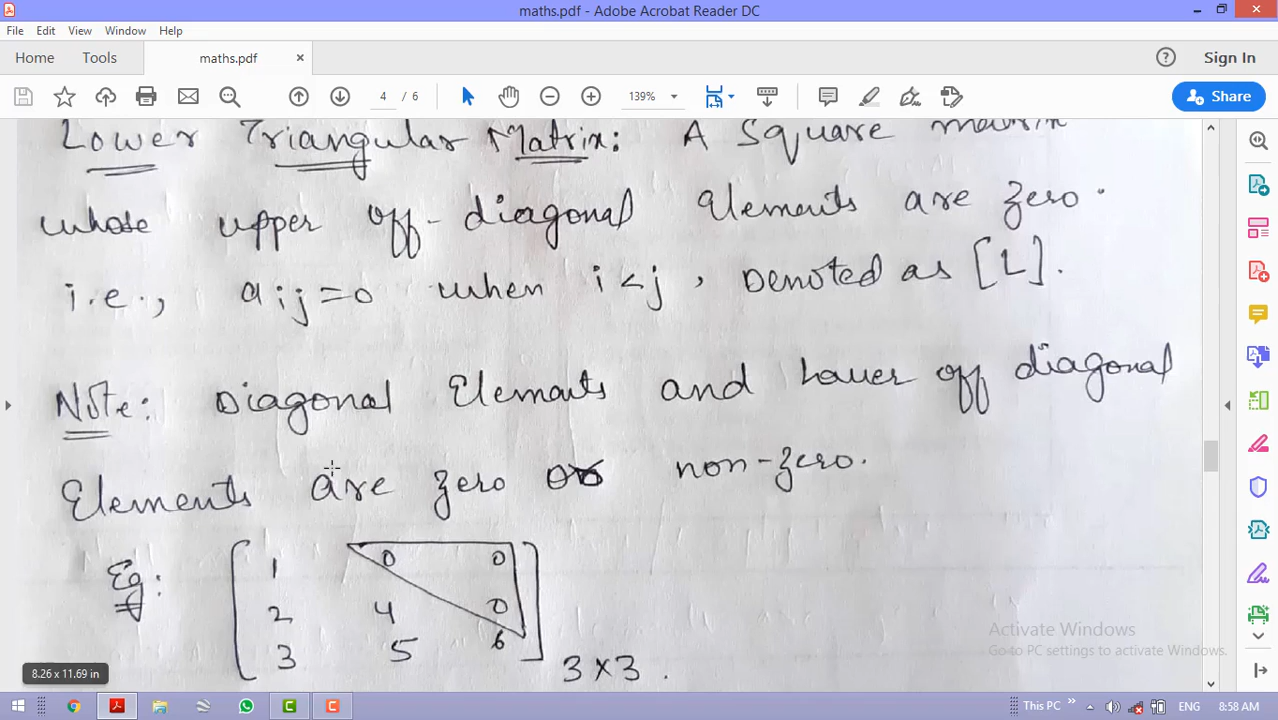 maths.pdf - Adobe Acrobat Reader DC
File Edit View Window Help
Home Tools maths.pdf × Sign In
4 / 6 139% Share
Lower Triangular Matrix: A Square matrix
whose upper off-diagonal Elements are zero.
i.e., aij=0 when i<j, Denoted as [L].
Note: Diagonal Elements and Lower off diagonal
Elements are zero or non-zero.
Eg: 1 0 0
2 4 0
3 5 6
3×3.
Activate Windows
Go to PC settings to activate Windows.
8.26 x 11.69 in
This PC » ENG 8:58 AM